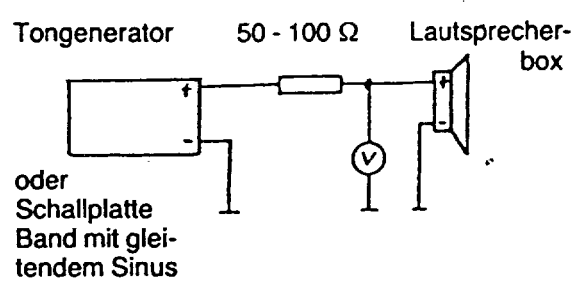 Tongenerator
50 - 100 Ω
Lautsprecher-
box
+
-
V
+
-
oder
Schallplatte
Band mit glei-
tendem Sinus